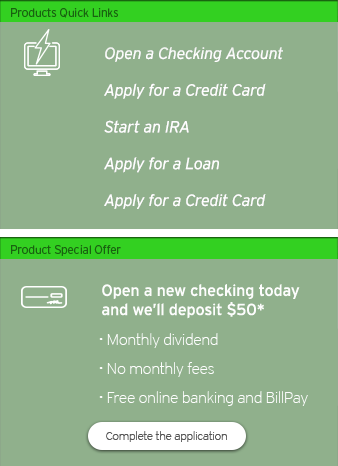 Products Quick Links
Open a Checking Account
Apply for a Credit Card
Start an IRA
Apply for a Loan
Apply for a Credit Card
Product Special Offer
Open a new checking today
and we'll deposit $50*
· Monthly dividend
· No monthly fees
· Free online banking and BillPay
Complete the application